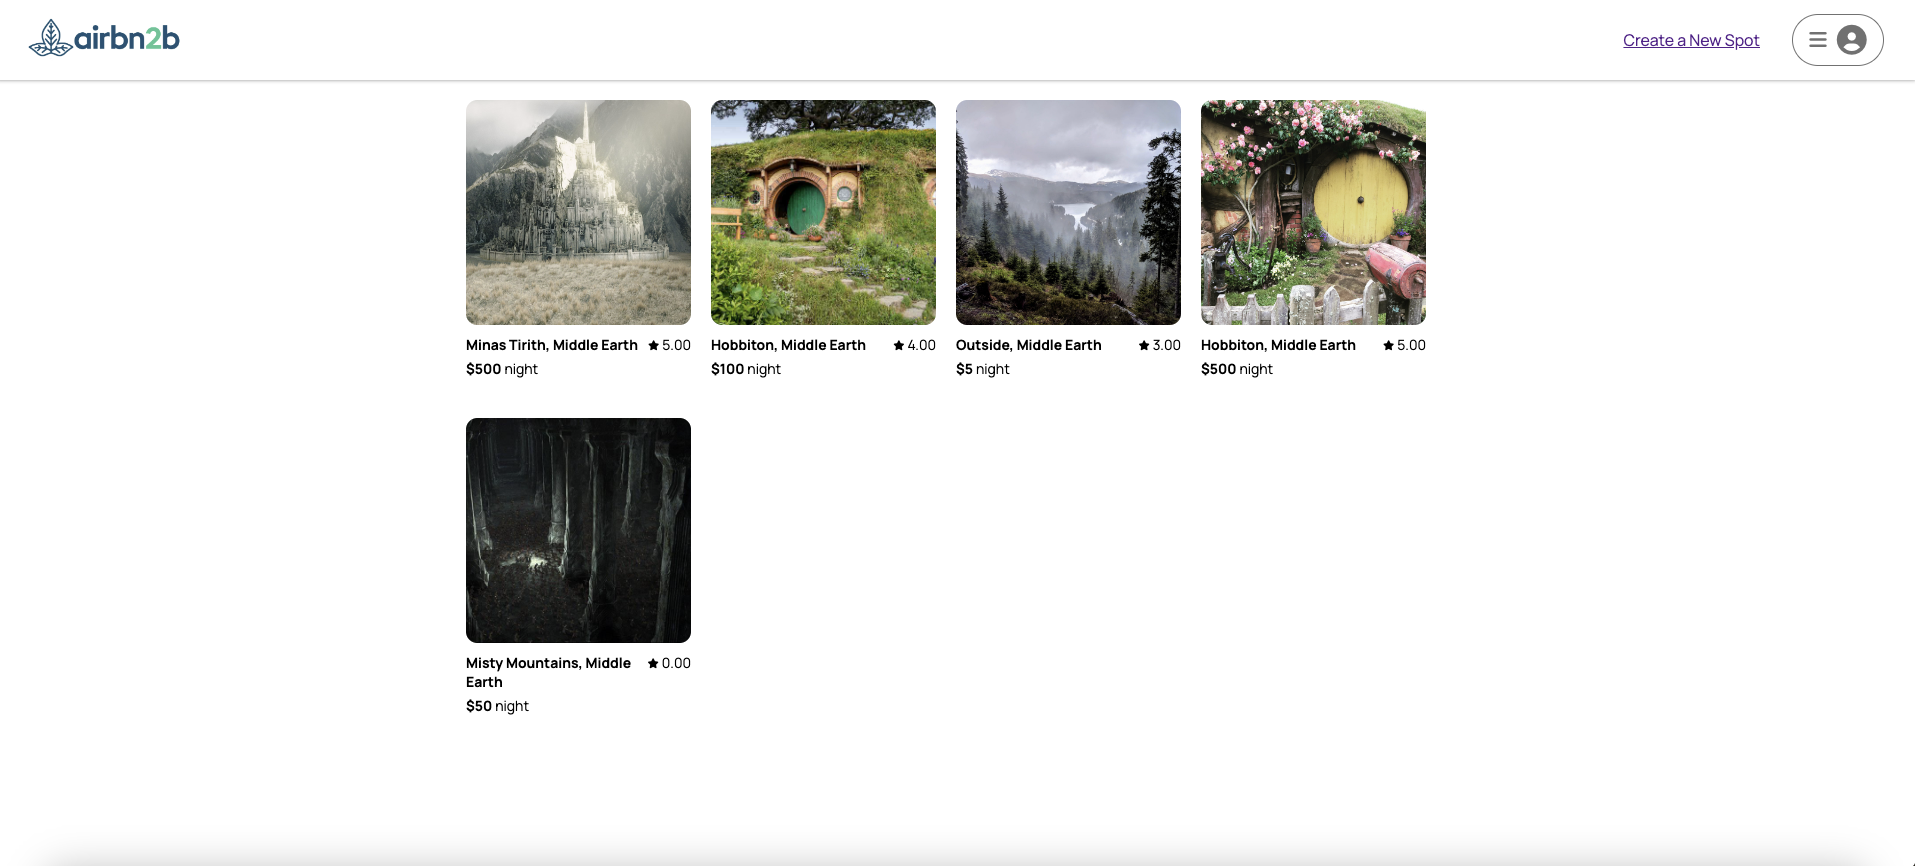 airbn2b
Create a New Spot
Minas Tirith, Middle Earth ★ 5.00
$500 night
Hobbiton, Middle Earth ★ 4.00
$100 night
Outside, Middle Earth ★ 3.00
$5 night
Hobbiton, Middle Earth ★ 5.00
$500 night
Misty Mountains, Middle ★ 0.00
Earth
$50 night